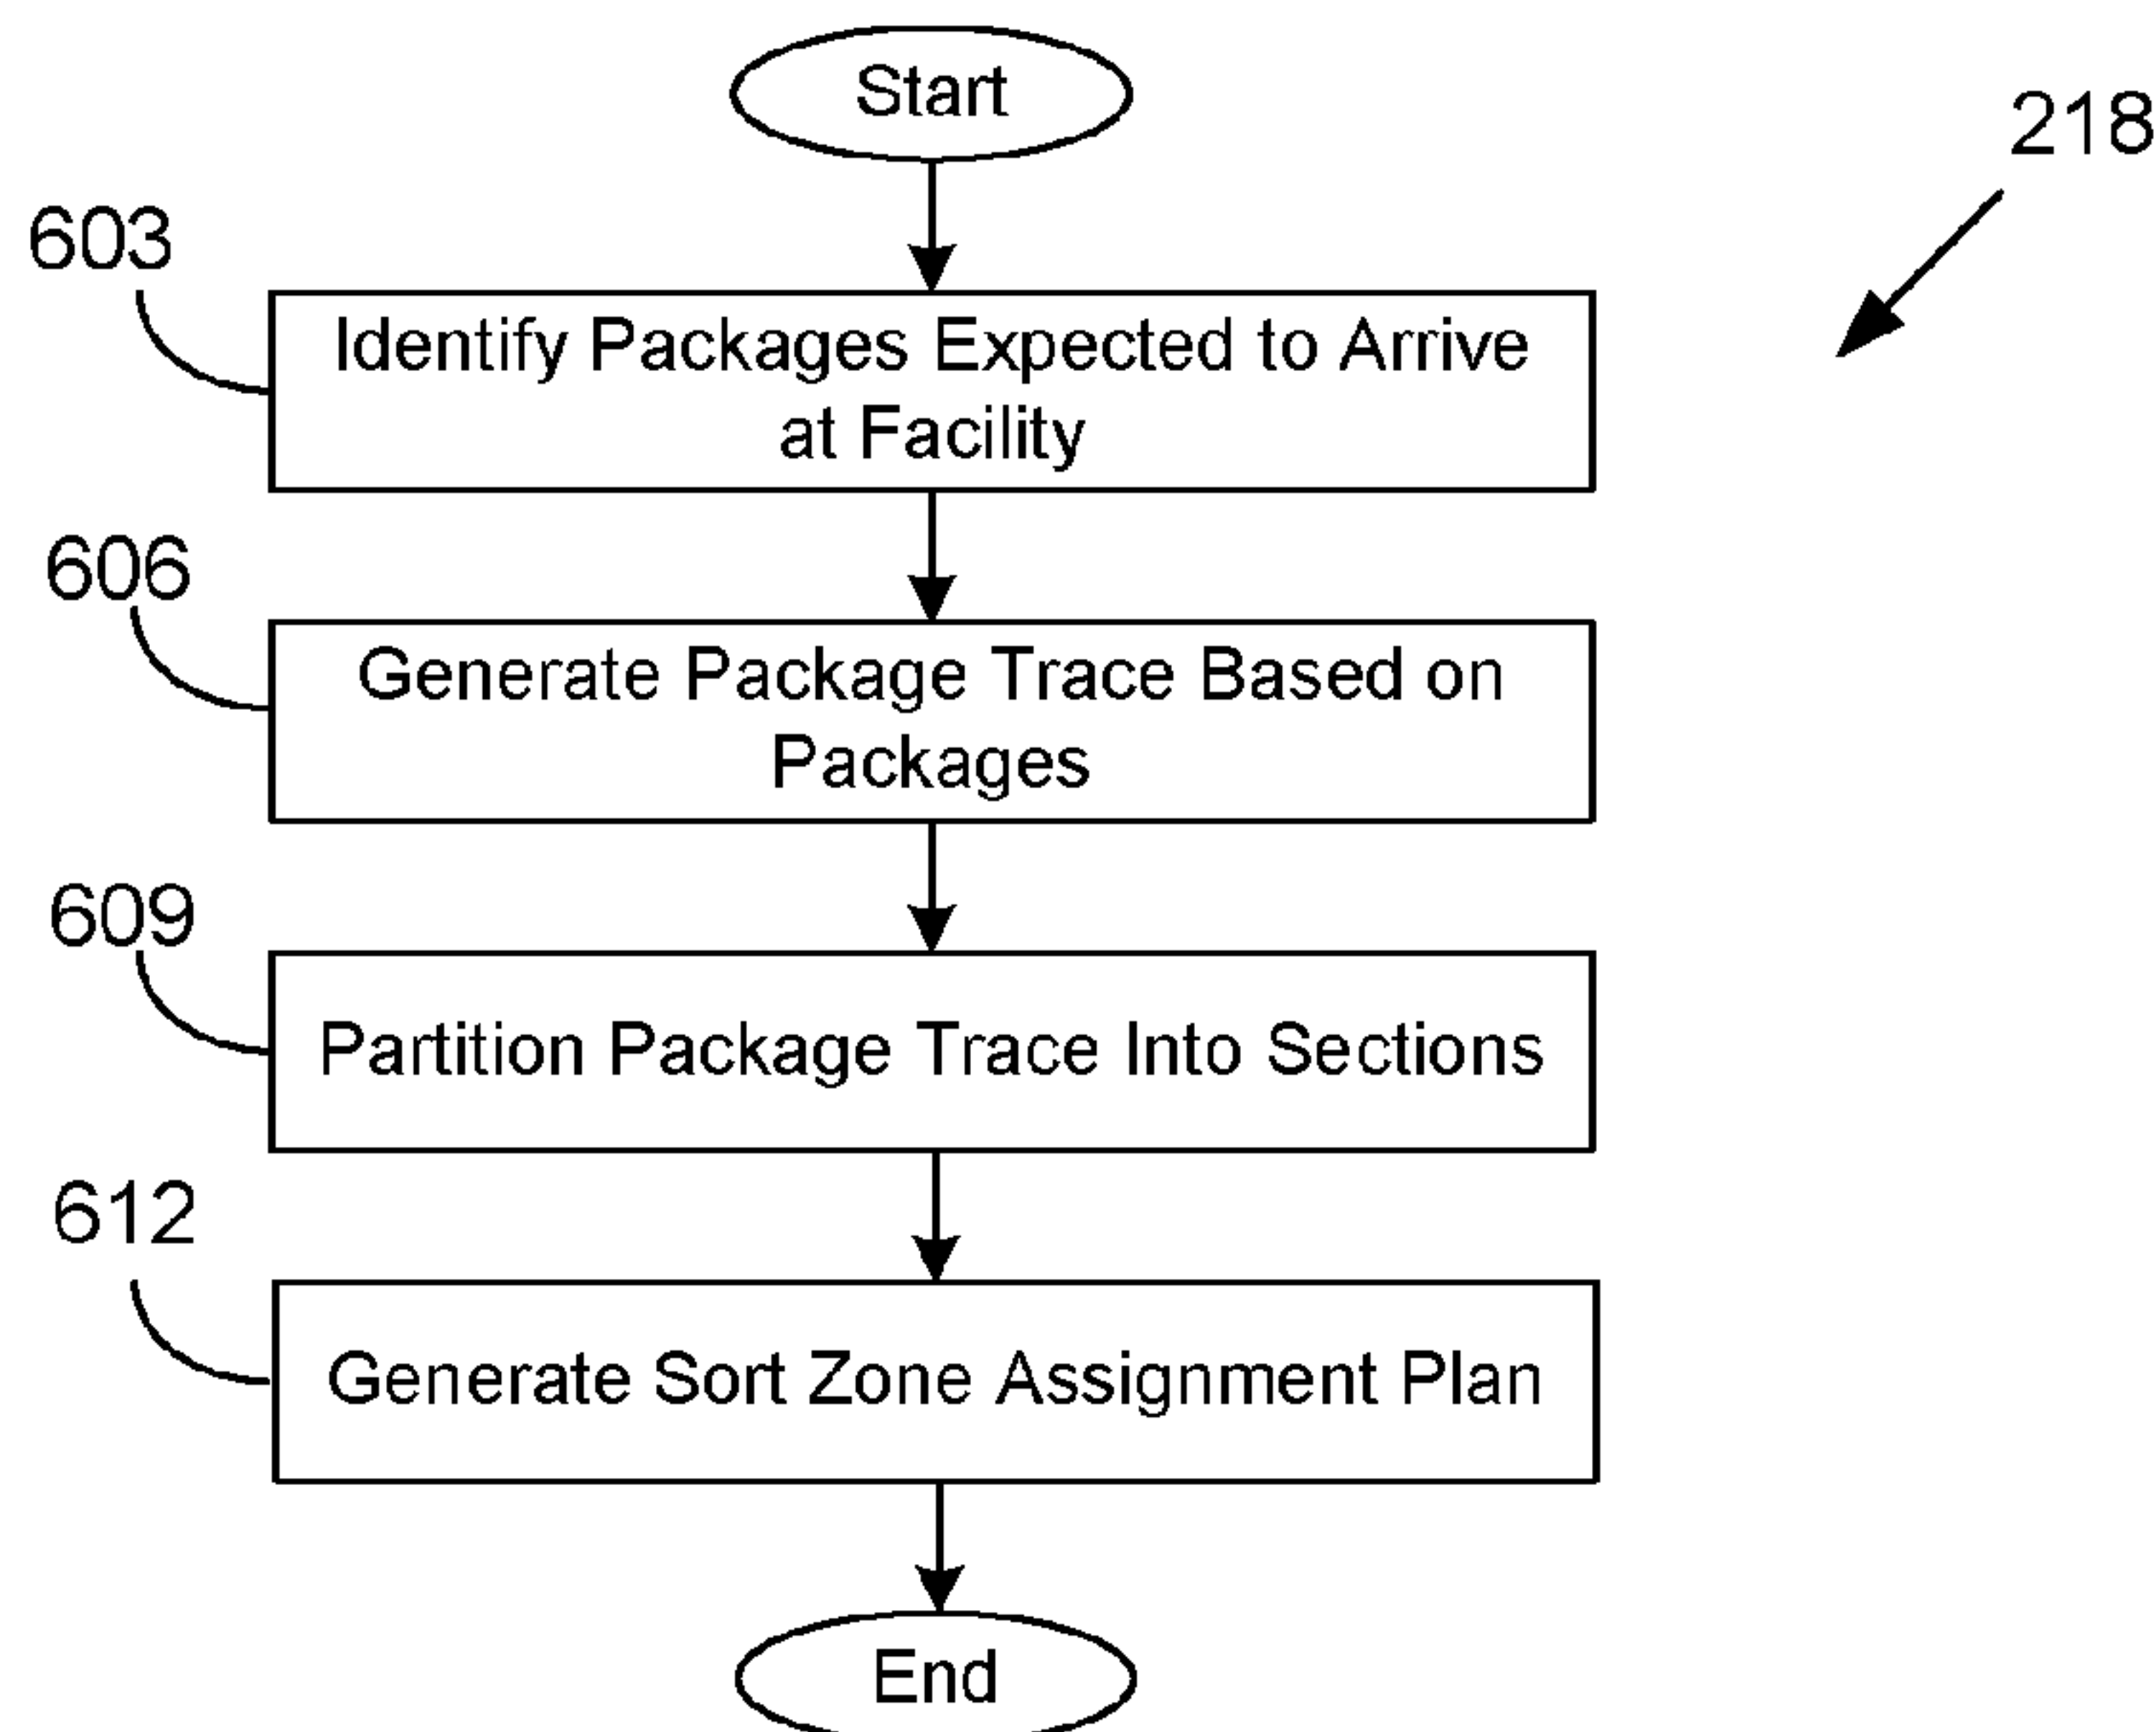 Start
218
603
Identify Packages Expected to Arrive
at Facility
606
Generate Package Trace Based on
Packages
609
Partition Package Trace Into Sections
612
Generate Sort Zone Assignment Plan
End